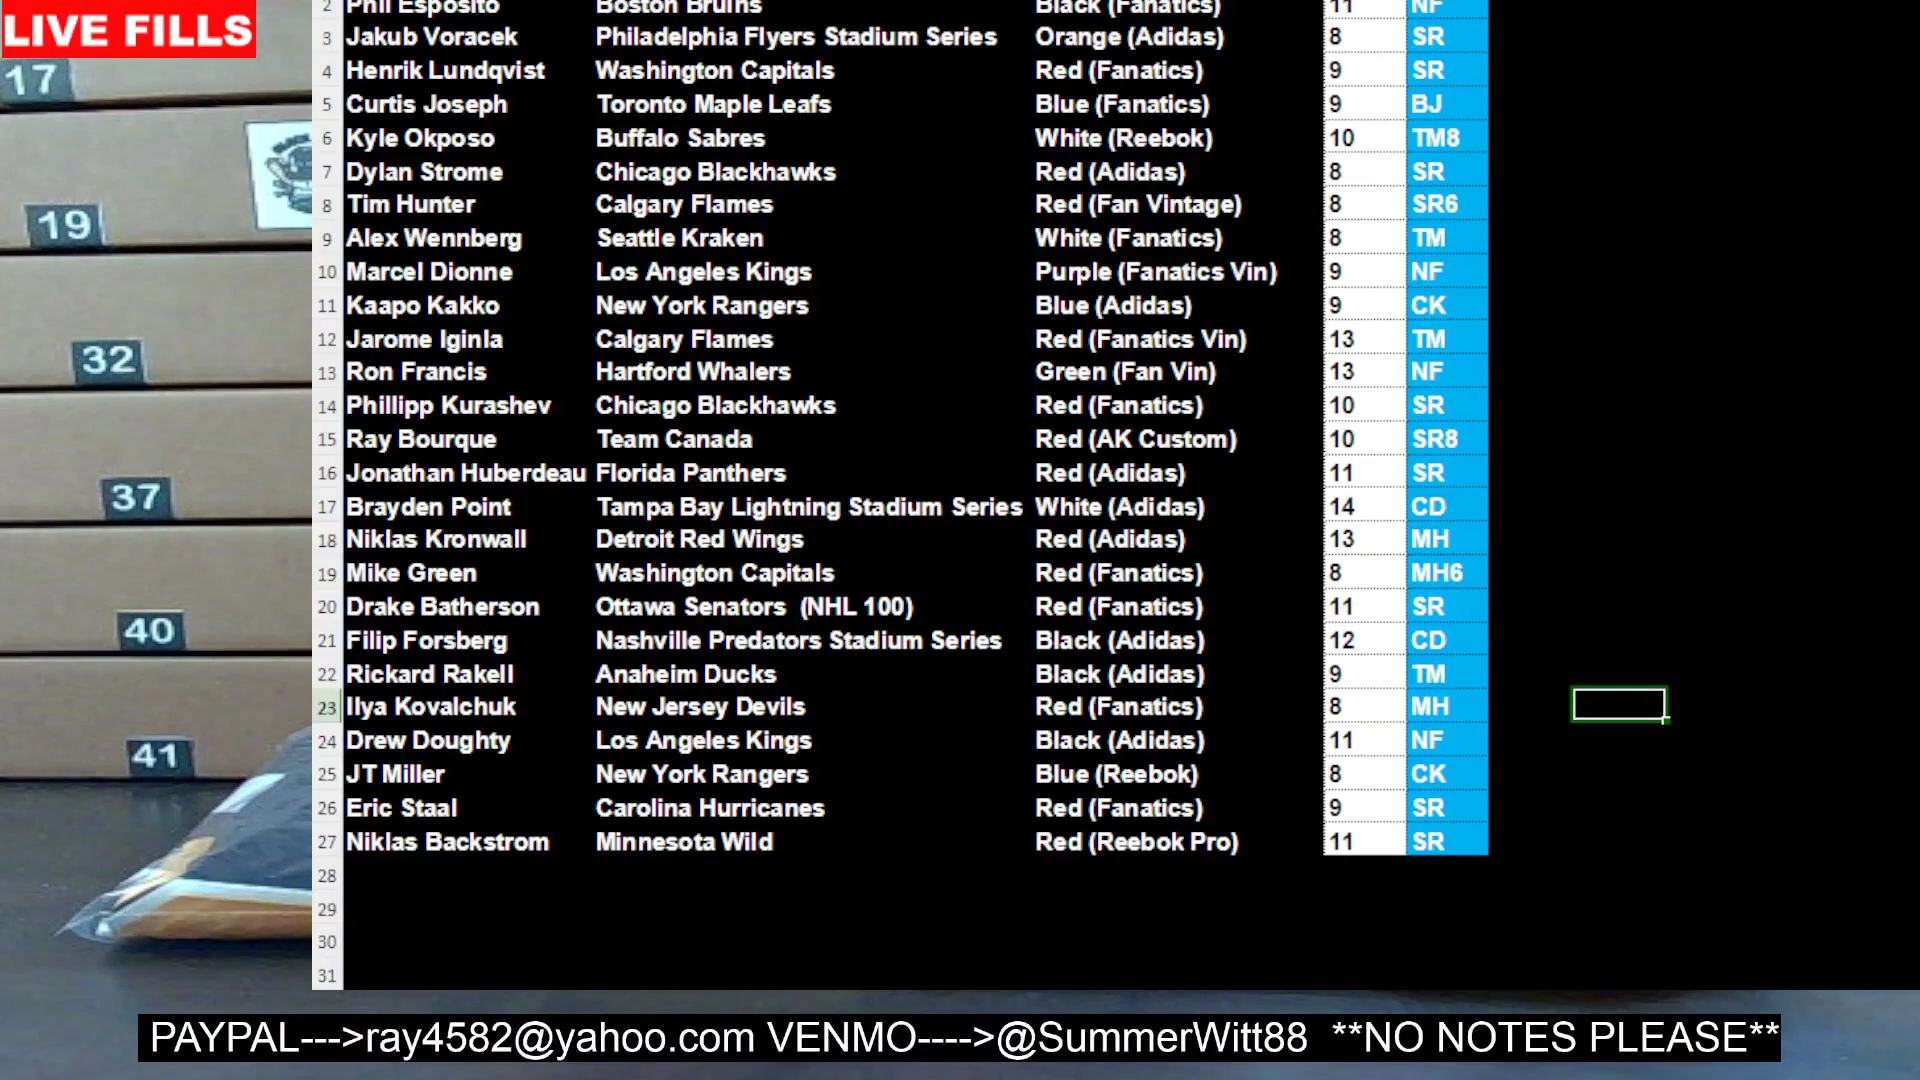 LIVE FILLS
17
19
32
37
40
41
2 Phil Esposito Boston Bruins Black (Fanatics) 11 NF
3 Jakub Voracek Philadelphia Flyers Stadium Series Orange (Adidas) 8 SR
4 Henrik Lundqvist Washington Capitals Red (Fanatics) 9 SR
5 Curtis Joseph Toronto Maple Leafs Blue (Fanatics) 9 BJ
6 Kyle Okposo Buffalo Sabres White (Reebok) 10 TM8
7 Dylan Strome Chicago Blackhawks Red (Adidas) 8 SR
8 Tim Hunter Calgary Flames Red (Fan Vintage) 8 SR6
9 Alex Wennberg Seattle Kraken White (Fanatics) 8 TM
10 Marcel Dionne Los Angeles Kings Purple (Fanatics Vin) 9 NF
11 Kaapo Kakko New York Rangers Blue (Adidas) 9 CK
12 Jarome Iginla Calgary Flames Red (Fanatics Vin) 13 TM
13 Ron Francis Hartford Whalers Green (Fan Vin) 13 NF
14 Phillipp Kurashev Chicago Blackhawks Red (Fanatics) 10 SR
15 Ray Bourque Team Canada Red (AK Custom) 10 SR8
16 Jonathan Huberdeau Florida Panthers Red (Adidas) 11 SR
17 Brayden Point Tampa Bay Lightning Stadium Series White (Adidas) 14 CD
18 Niklas Kronwall Detroit Red Wings Red (Adidas) 13 MH
19 Mike Green Washington Capitals Red (Fanatics) 8 MH6
20 Drake Batherson Ottawa Senators (NHL 100) Red (Fanatics) 11 SR
21 Filip Forsberg Nashville Predators Stadium Series Black (Adidas) 12 CD
22 Rickard Rakell Anaheim Ducks Black (Adidas) 9 TM
23 Ilya Kovalchuk New Jersey Devils Red (Fanatics) 8 MH
24 Drew Doughty Los Angeles Kings Black (Adidas) 11 NF
25 JT Miller New York Rangers Blue (Reebok) 8 CK
26 Eric Staal Carolina Hurricanes Red (Fanatics) 9 SR
27 Niklas Backstrom Minnesota Wild Red (Reebok Pro) 11 SR
28
29
30
31
PAYPAL--->ray4582@yahoo.com VENMO---->@SummerWitt88 **NO NOTES PLEASE**